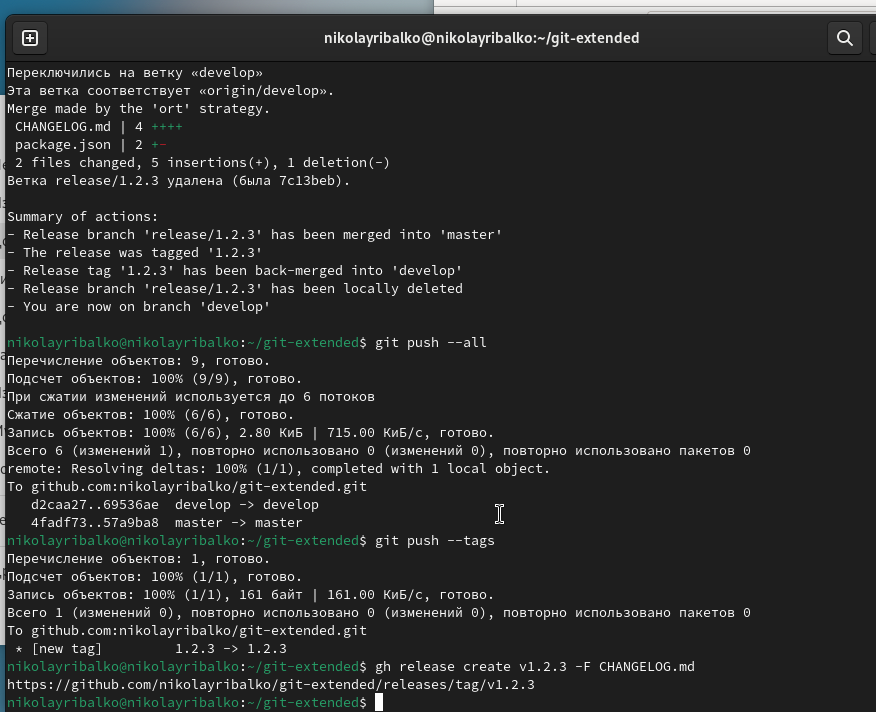 nikolayribalko@nikolayribalko:~/git-extended
Переключились на ветку «develop»
Эта ветка соответствует «origin/develop».
Merge made by the 'ort' strategy.
CHANGELOG.md | 4 ++++
package.json | 2 +-
2 files changed, 5 insertions(+), 1 deletion(-)
Ветка release/1.2.3 удалена (была 7c13beb).
Summary of actions:
- Release branch 'release/1.2.3' has been merged into 'master'
- The release was tagged '1.2.3'
- Release tag '1.2.3' has been back-merged into 'develop'
- Release branch 'release/1.2.3' has been locally deleted
- You are now on branch 'develop'
nikolayribalko@nikolayribalko:~/git-extended$ git push --all
Перечисление объектов: 9, готово.
Подсчет объектов: 100% (9/9), готово.
При сжатии изменений используется до 6 потоков
Сжатие объектов: 100% (6/6), готово.
Запись объектов: 100% (6/6), 2.80 КиБ | 715.00 КиБ/с, готово.
Всего 6 (изменений 1), повторно использовано 0 (изменений 0), повторно использовано пакетов 0
remote: Resolving deltas: 100% (1/1), completed with 1 local object.
To github.com:nikolayribalko/git-extended.git
d2caa27..69536ae  develop -> develop
4fadf73..57a9ba8  master -> master
nikolayribalko@nikolayribalko:~/git-extended$ git push --tags
Перечисление объектов: 1, готово.
Подсчет объектов: 100% (1/1), готово.
Запись объектов: 100% (1/1), 161 байт | 161.00 КиБ/с, готово.
Всего 1 (изменений 0), повторно использовано 0 (изменений 0), повторно использовано пакетов 0
To github.com:nikolayribalko/git-extended.git
* [new tag]         1.2.3 -> 1.2.3
nikolayribalko@nikolayribalko:~/git-extended$ gh release create v1.2.3 -F CHANGELOG.md
https://github.com/nikolayribalko/git-extended/releases/tag/v1.2.3
nikolayribalko@nikolayribalko:~/git-extended$